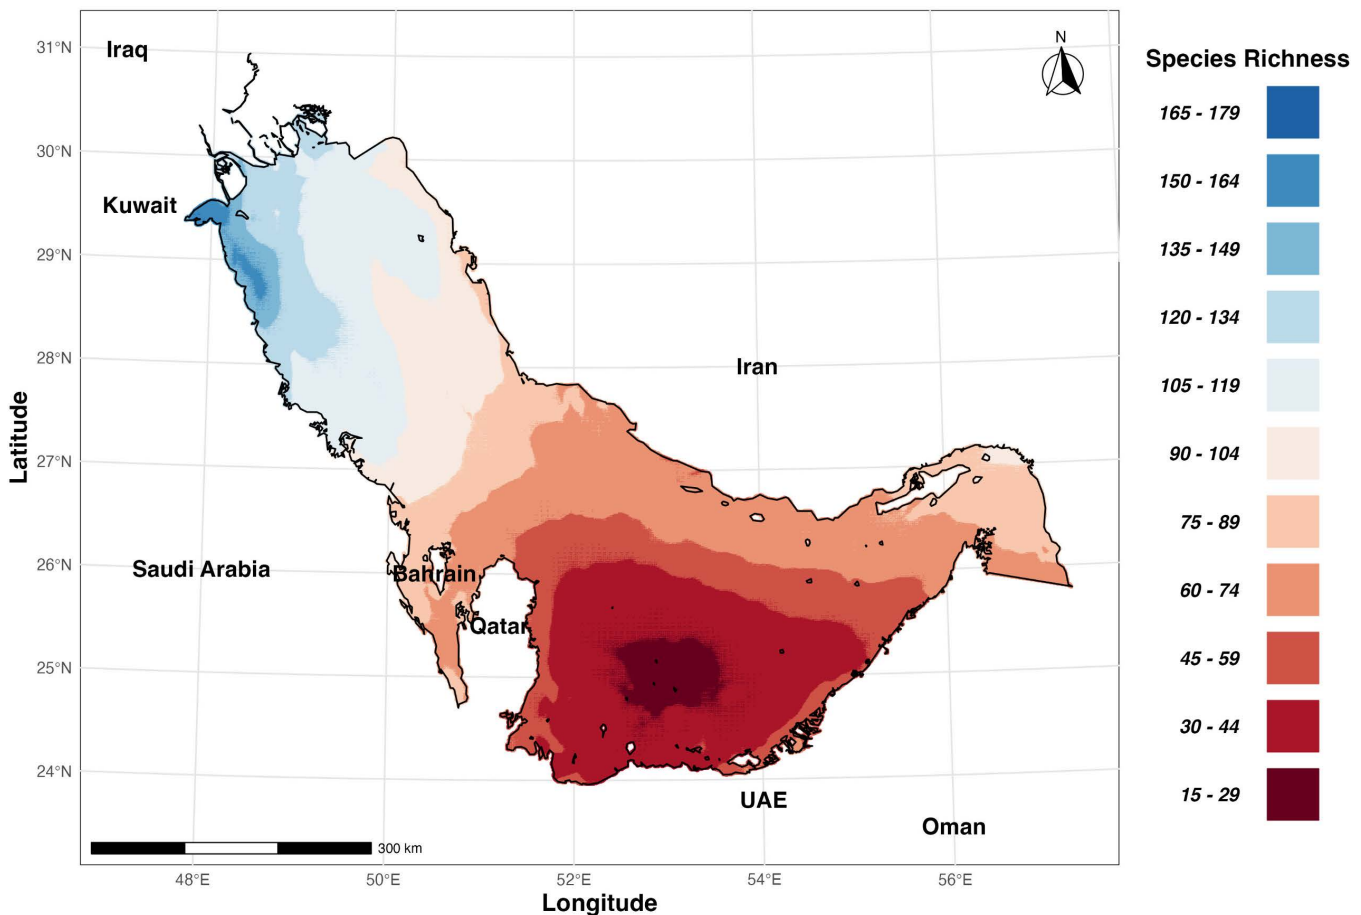 N
31°N
Iraq
Species Richness
165 - 179
30°N
150 - 164
Kuwait
29°N
135 - 149
120 - 134
28°N
Iran
105 - 119
27°N
90 - 104
75 - 89
26°N
Saudi Arabia
Bahrain
60 - 74
Qatar
25°N
45 - 59
30 - 44
24°N
15 - 29
UAE
Oman
300 km
48°E
50°E
52°E
54°E
56°E
Longitude
Latitude